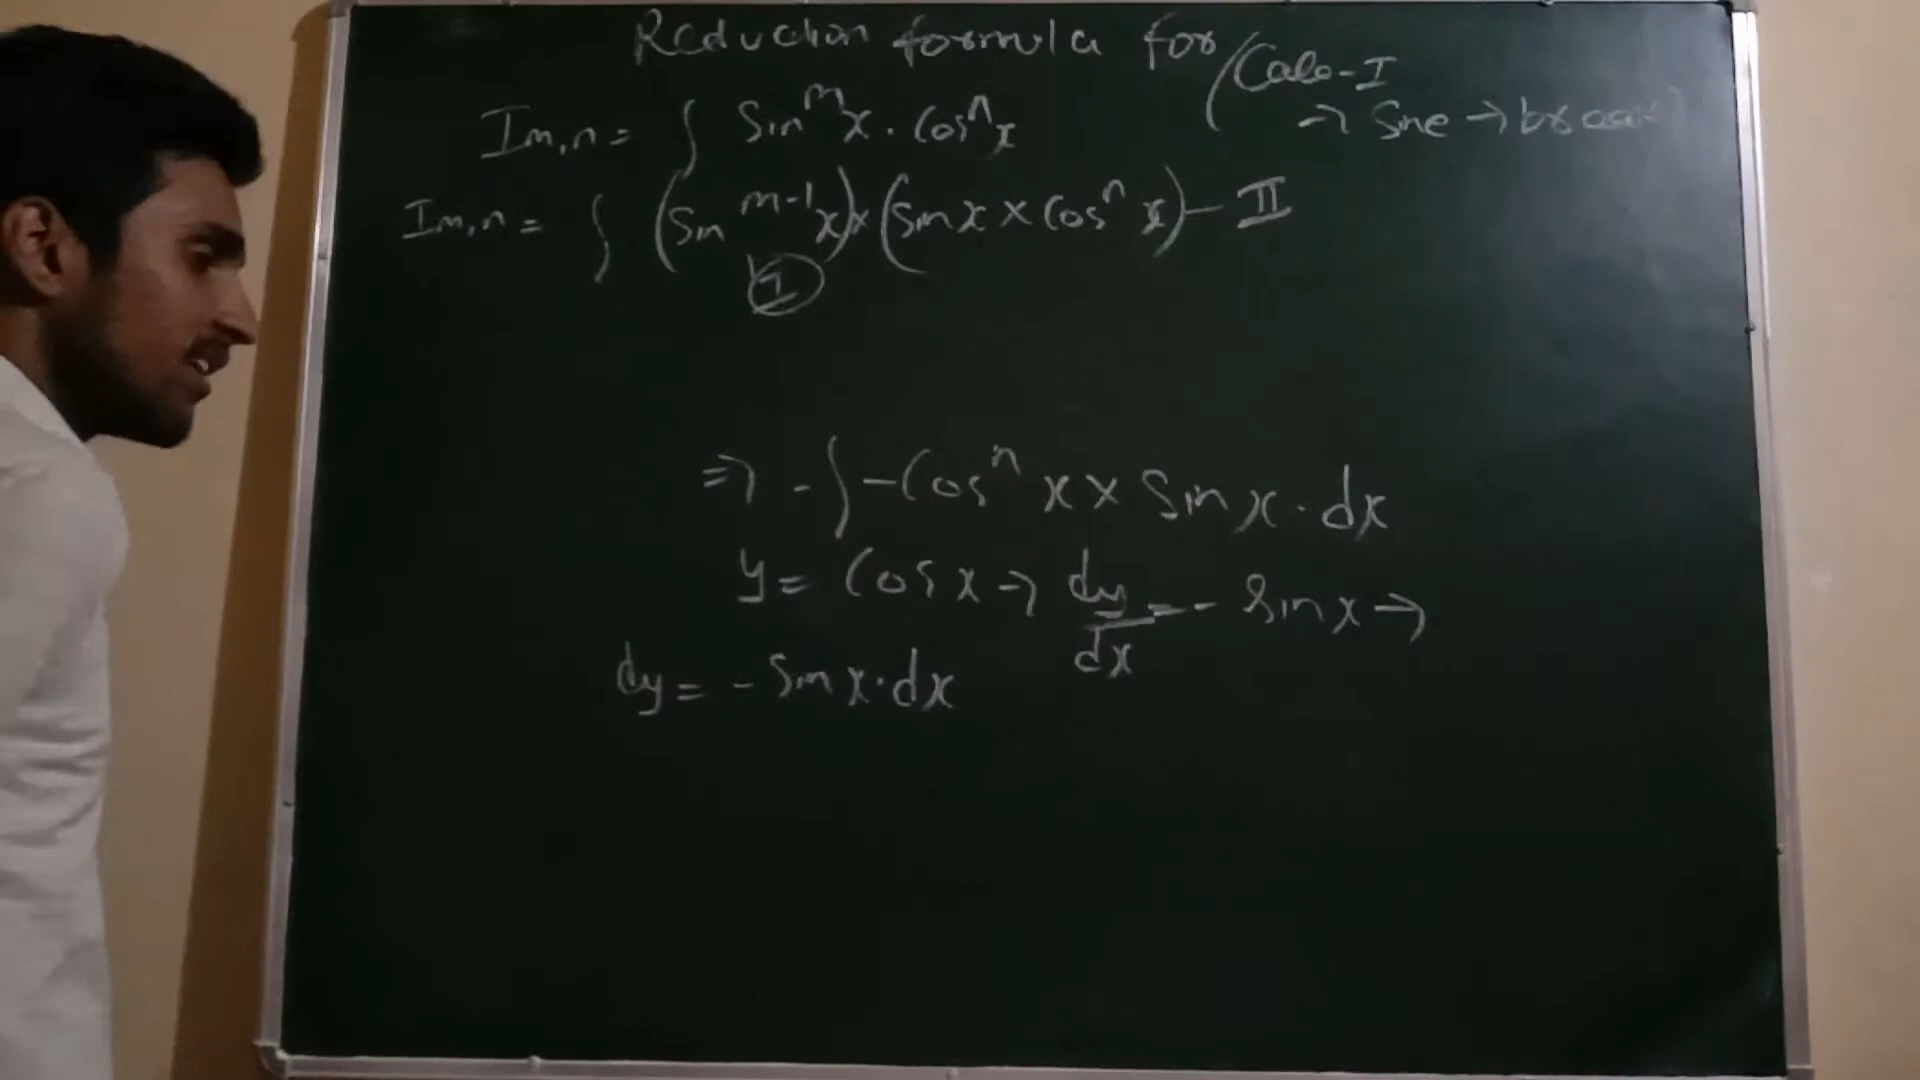 Reduction formula for
(Case-I
→ Sine → break)
Im,n = ∫ Sin^m x . Cos^n x
Im,n = ∫ (Sin^m-1 x) × (Sin x × Cos^n x) - II
I
⇒ - ∫ - Cos^n x × Sin x . dx
y = Cos x → dy/dx = - Sin x →
dy = - Sin x . dx